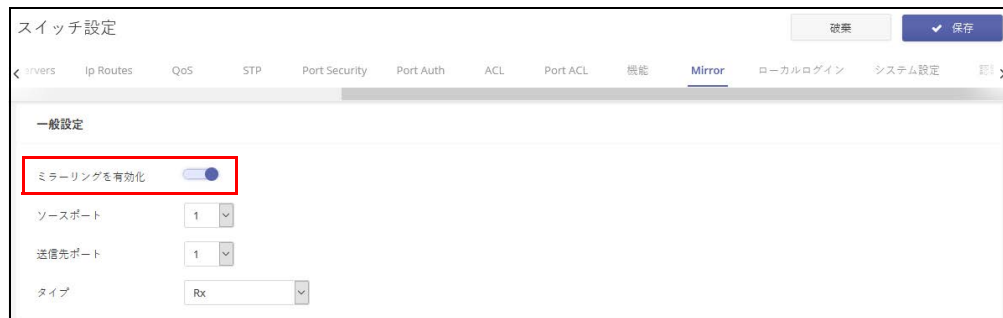 スイッチ設定
破棄
保存
ervers Ip Routes QoS STP Port Security Port Auth ACL Port ACL 機能 Mirror ローカルログイン システム設定
一般設定
ミラーリングを有効化
ソースポート 1
送信先ポート 1
タイプ Rx